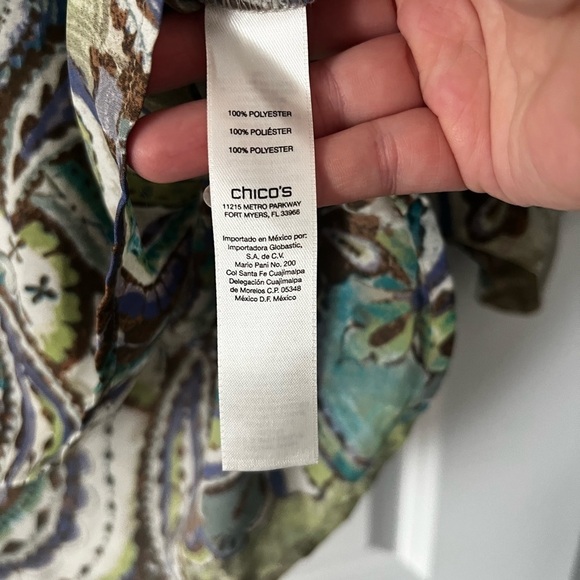 100% POLYESTER
100% POLIÉSTER
100% POLYESTER
chico's
11215 METRO PARKWAY
FORT MYERS, FL 33966
Importado en México por:
importadora Globastic,
S.A. de C.V.
Mario Pani No. 200
Col Santa Fe Cuajimalpa
Delegación Cuajimalpa
de Morelos C.P. 05348
México D.F. México